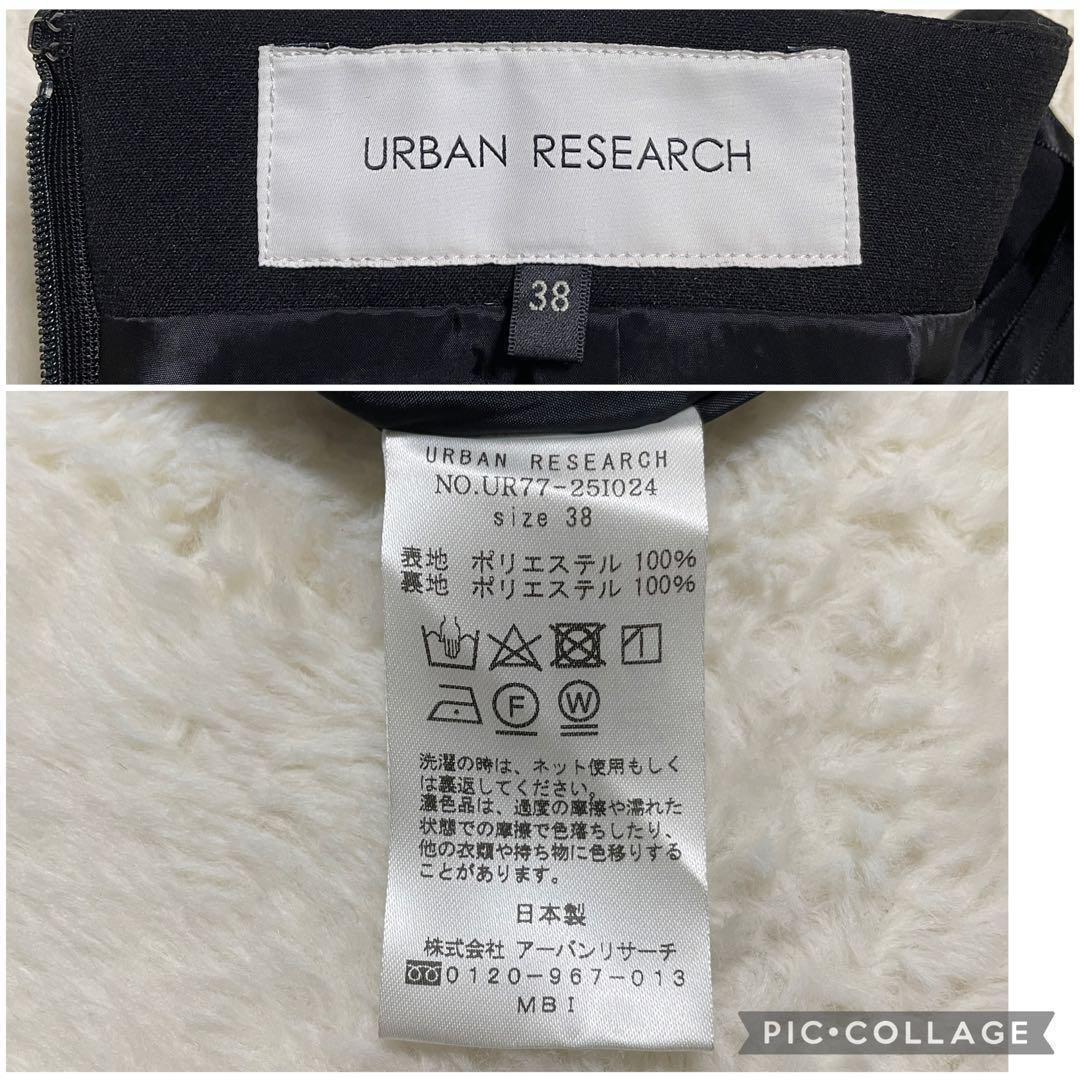 URBAN RESEARCH
38
URBAN RESEARCH
NO.UR77-25I024
size 38
表地 ポリエステル 100%
裏地 ポリエステル 100%
F W
洗濯の時は、ネット使用もしく
は裏返してください。
濃色品は、過度の摩擦や濡れた
状態での摩擦で色落ちしたり、
他の衣類や持ち物に色移りする
ことがあります。
日本製
株式会社 アーバンリサーチ
0120-967-013
MBI
PIC•COLLAGE